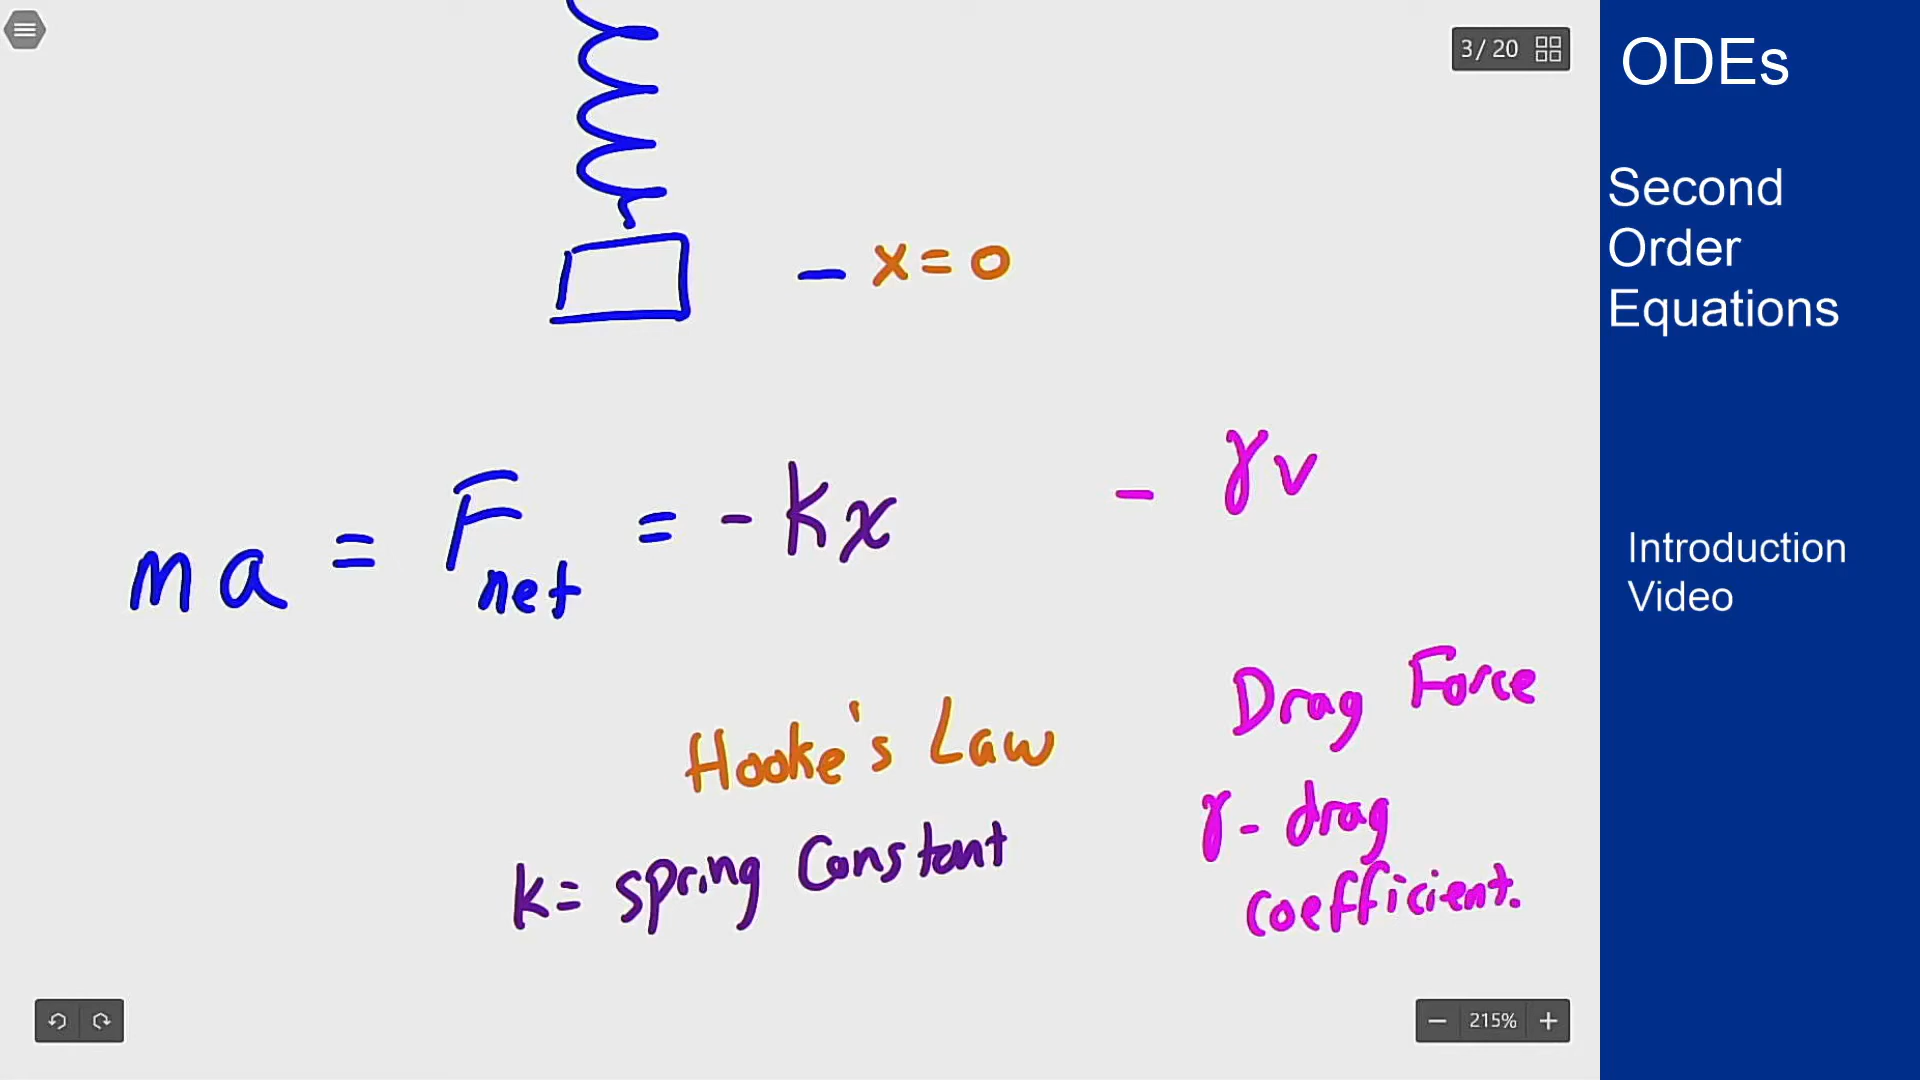 3 / 20
ODEs
Second
Order
Equations
Introduction
Video
- x = 0
ma = F net = - kx - γv
Hooke's Law
k = spring constant
Drag Force
γ - drag
coefficient.
215%